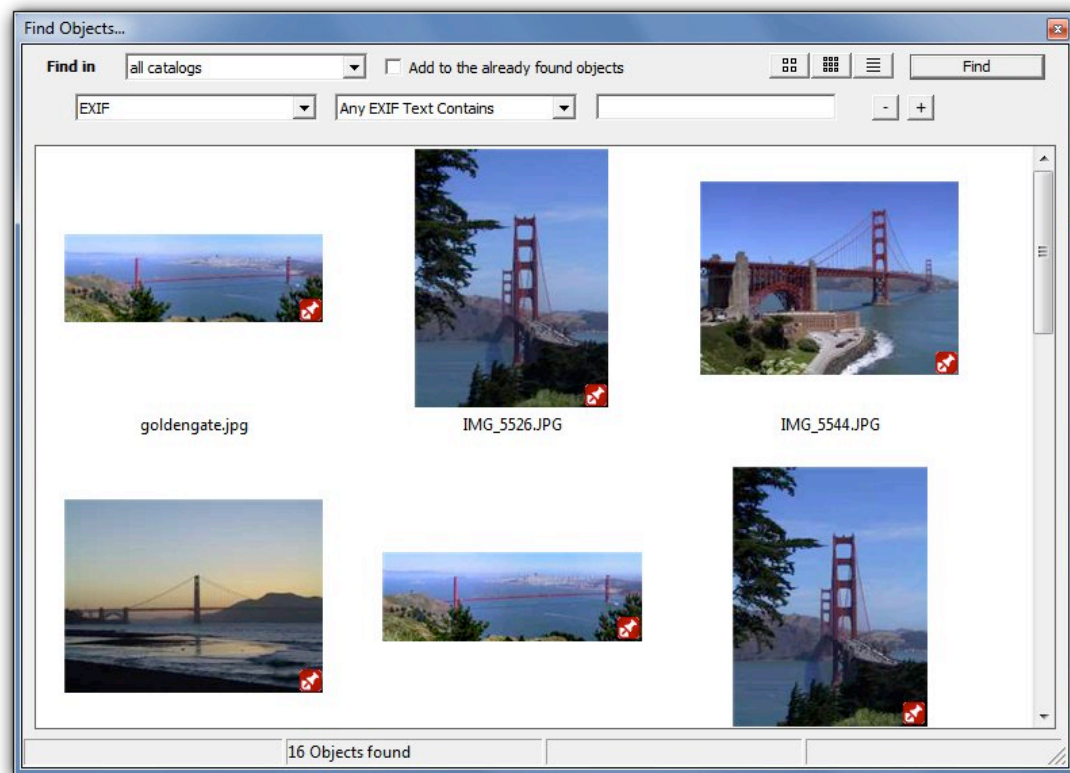 Find Objects...
Find in all catalogs Add to the already found objects Find
EXIF Any EXIF Text Contains - +
goldengate.jpg IMG_5526.JPG IMG_5544.JPG
16 Objects found